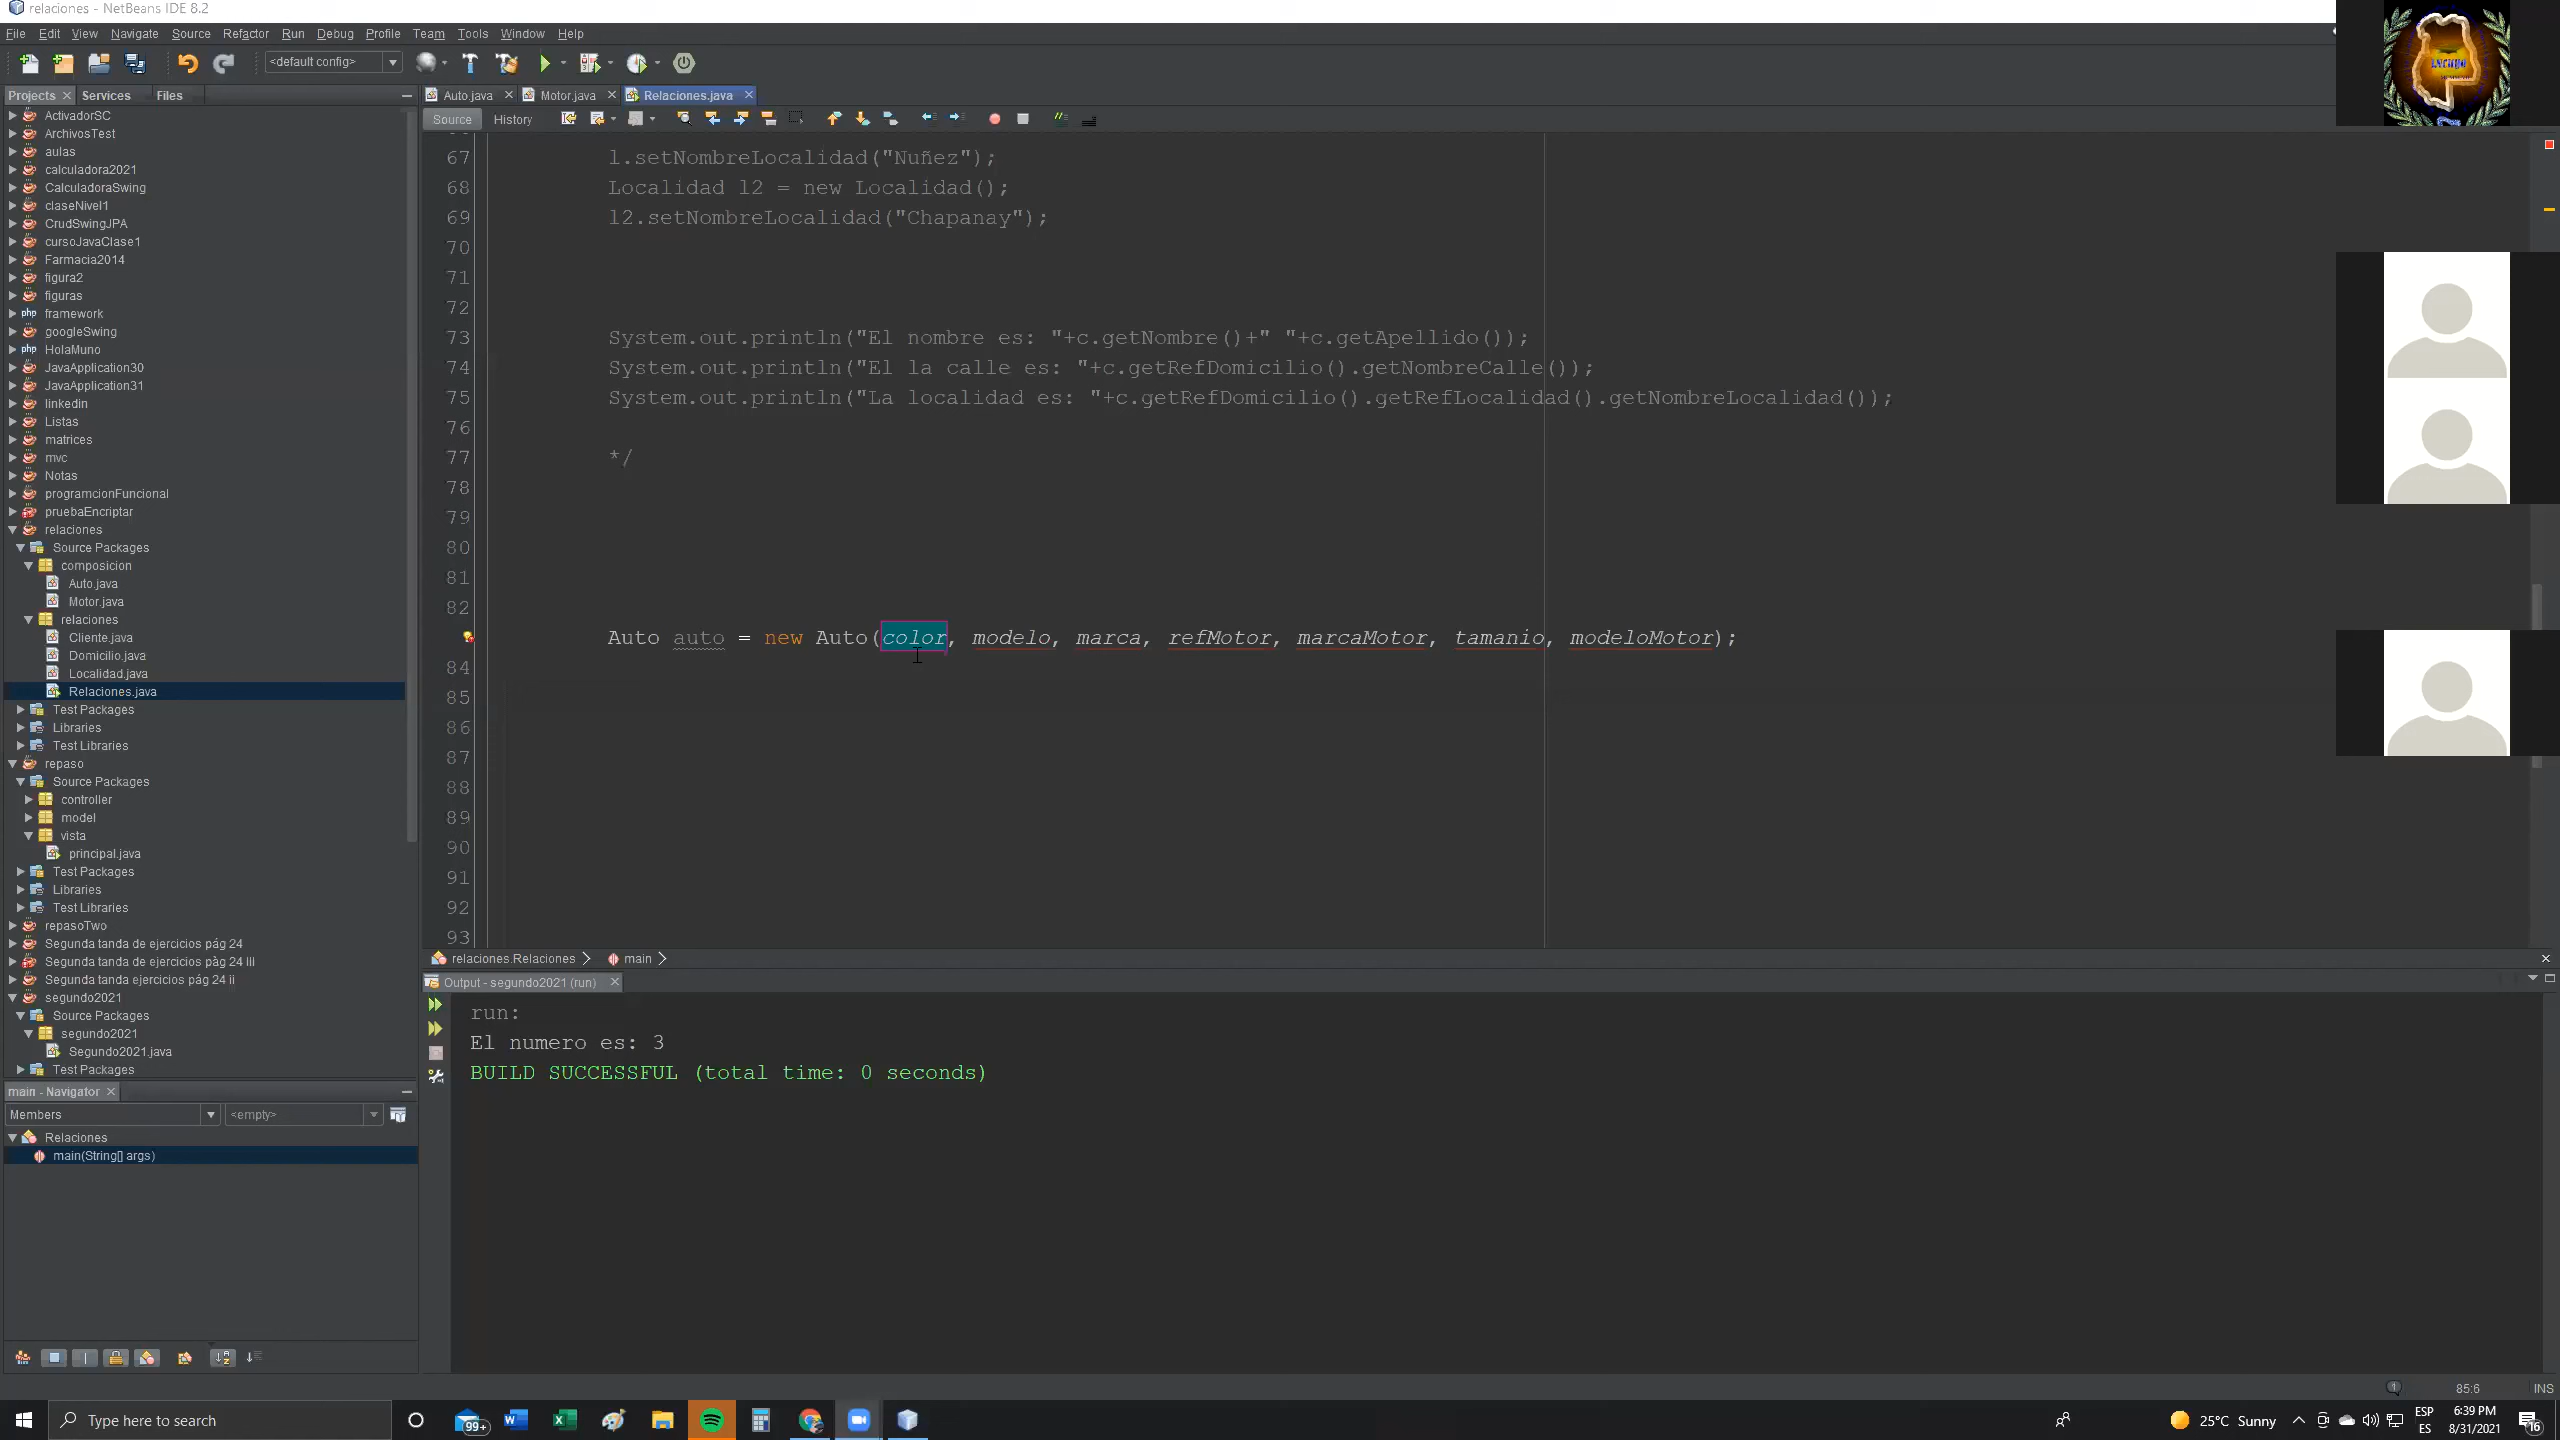 relaciones - NetBeans IDE 8.2
File Edit View Navigate Source Refactor Run Debug Profile Team Tools Window Help
<default config>
Projects Services Files
Auto.java Motor.java Relaciones.java
Source History
ActivadorSC
ArchivosTest
aulas
calculadora2021
CalculadoraSwing
claseNivel1
CrudSwingJPA
cursoJavaClase1
Farmacia2014
figura2
figuras
php framework
googleSwing
php HolaMuno
JavaApplication30
JavaApplication31
linkedin
Listas
matrices
mvc
Notas
programcionFuncional
pruebaEncriptar
relaciones
Source Packages
composicion
Auto.java
Motor.java
relaciones
Cliente.java
Domicilio.java
Localidad.java
Relaciones.java
Test Packages
Libraries
Test Libraries
repaso
Source Packages
controller
model
vista
principal.java
Test Packages
Libraries
Test Libraries
repasoTwo
Segunda tanda de ejercicios pág 24
Segunda tanda de ejercicios pàg 24 iii
Segunda tanda de ejercicios pág 24 ii
segundo2021
Source Packages
segundo2021
Segundo2021.java
Test Packages
main - Navigator
Members <empty>
Relaciones
main(String[] args)
67 l.setNombreLocalidad("Nuñez");
68 Localidad l2 = new Localidad();
69 l2.setNombreLocalidad("Chapanay");
70
71
72
73 System.out.println("El nombre es: "+c.getNombre()+" "+c.getApellido());
74 System.out.println("El la calle es: "+c.getRefDomicilio().getNombreCalle());
75 System.out.println("La localidad es: "+c.getRefDomicilio().getRefLocalidad().getNombreLocalidad());
76
77 */
78
79
80
81
82
Auto auto = new Auto(color, modelo, marca, refMotor, marcaMotor, tamanio, modeloMotor);
84
85
86
87
88
89
90
91
92
93
relaciones.Relaciones main
Output - segundo2021 (run)
run:
El numero es: 3
BUILD SUCCESSFUL (total time: 0 seconds)
1 85:6 INS
Type here to search
99+
25°C Sunny
ESP
ES
6:39 PM
8/31/2021
16